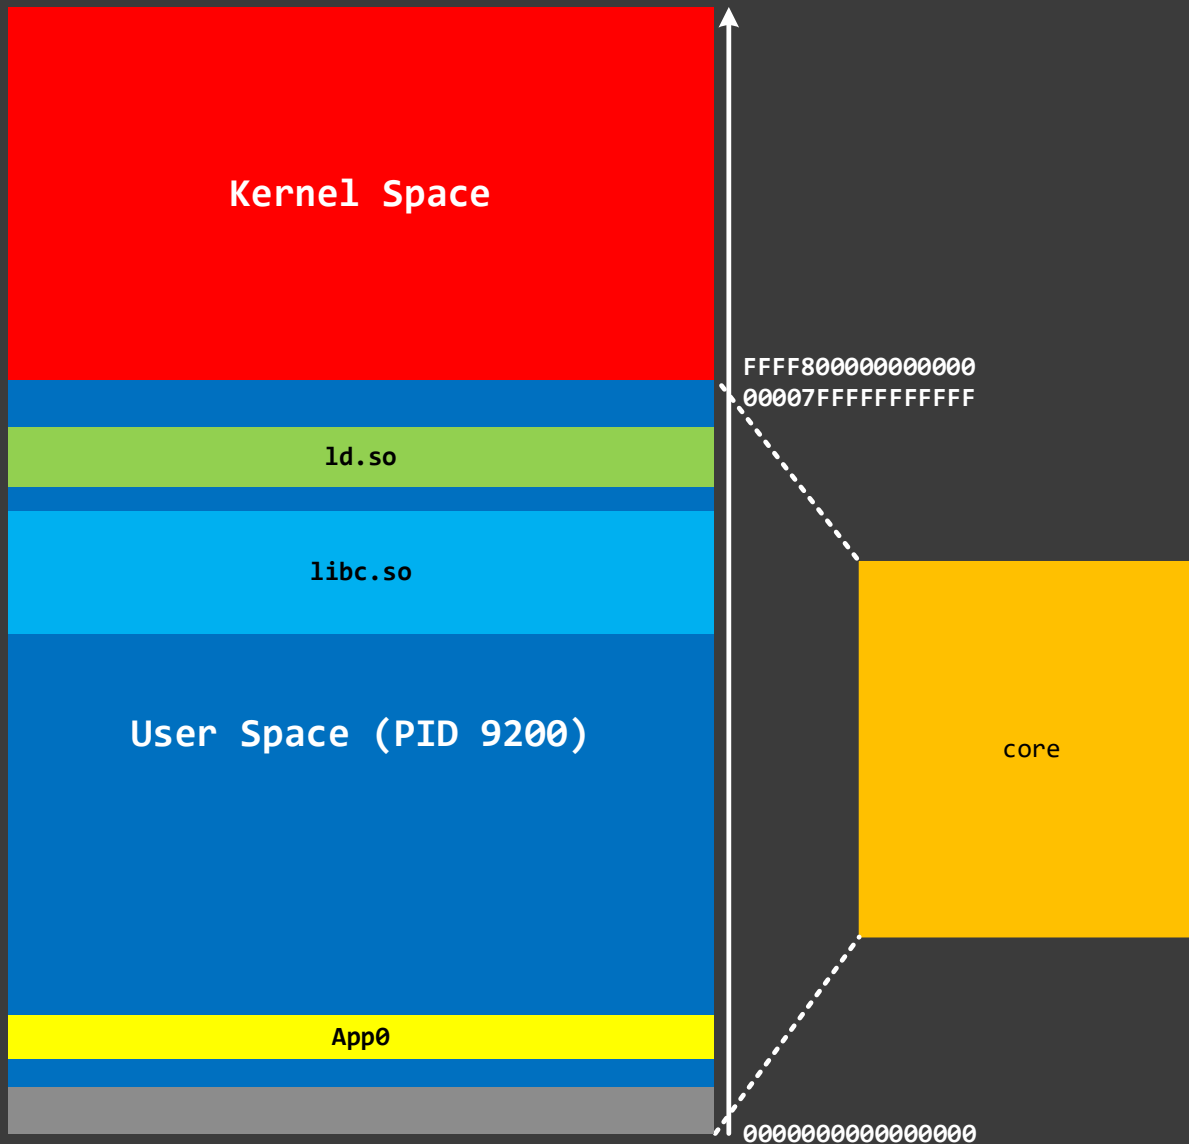 Kernel Space
FFFF800000000000
00007FFFFFFFFFFF
ld.so
libc.so
User Space (PID 9200)
core
App0
0000000000000000